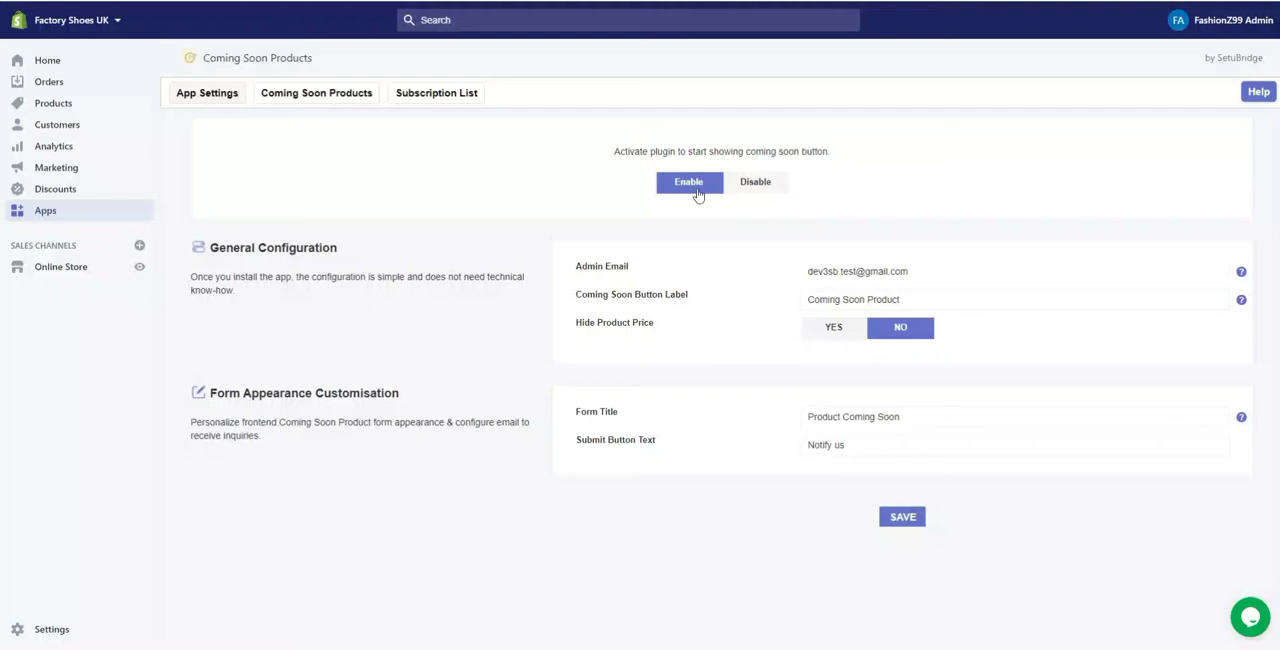 Factory Shoes UK
Search
FA
FashionZ99 Admin
Home
Orders
Products
Customers
Analytics
Marketing
Discounts
Apps
SALES CHANNELS
Online Store
Settings
Coming Soon Products
by SetuBridge
App Settings
Coming Soon Products
Subscription List
Help
Activate plugin to start showing coming soon button.
Enable
Disable
General Configuration
Once you install the app, the configuration is simple and does not need technical
know-how.
Admin Email
dev3sb.test@gmail.com
?
Coming Soon Button Label
Coming Soon Product
?
Hide Product Price
YES
NO
Form Appearance Customisation
Personalize frontend Coming Soon Product form appearance & configure email to
receive inquiries.
Form Title
Product Coming Soon
?
Submit Button Text
Notify us
SAVE